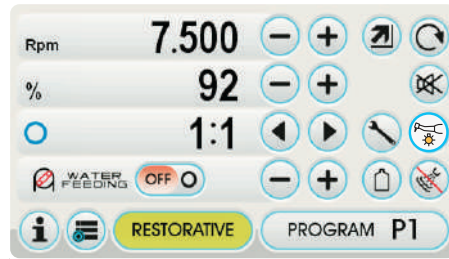 Rpm 7.500
% 92
1:1
WATER FEEDING OFF
RESTORATIVE PROGRAM P1